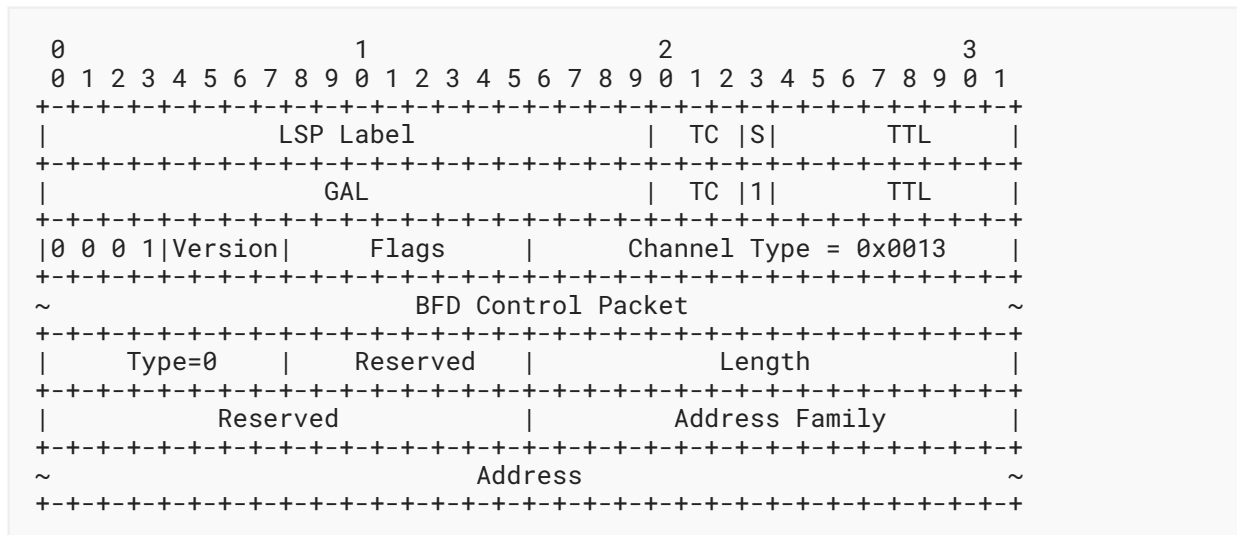 0                   1                   2                   3
 0 1 2 3 4 5 6 7 8 9 0 1 2 3 4 5 6 7 8 9 0 1 2 3 4 5 6 7 8 9 0 1
+-+-+-+-+-+-+-+-+-+-+-+-+-+-+-+-+-+-+-+-+-+-+-+-+-+-+-+-+-+-+-+-+
|               LSP Label               |  TC |S|       TTL     |
+-+-+-+-+-+-+-+-+-+-+-+-+-+-+-+-+-+-+-+-+-+-+-+-+-+-+-+-+-+-+-+-+
|                  GAL                  |  TC |1|       TTL     |
+-+-+-+-+-+-+-+-+-+-+-+-+-+-+-+-+-+-+-+-+-+-+-+-+-+-+-+-+-+-+-+-+
|0 0 0 1|Version|     Flags     |      Channel Type = 0x0013    |
+-+-+-+-+-+-+-+-+-+-+-+-+-+-+-+-+-+-+-+-+-+-+-+-+-+-+-+-+-+-+-+-+
~                        BFD Control Packet                     ~
+-+-+-+-+-+-+-+-+-+-+-+-+-+-+-+-+-+-+-+-+-+-+-+-+-+-+-+-+-+-+-+-+
|     Type=0    |    Reserved   |            Length             |
+-+-+-+-+-+-+-+-+-+-+-+-+-+-+-+-+-+-+-+-+-+-+-+-+-+-+-+-+-+-+-+-+
|           Reserved            |         Address Family        |
+-+-+-+-+-+-+-+-+-+-+-+-+-+-+-+-+-+-+-+-+-+-+-+-+-+-+-+-+-+-+-+-+
~                            Address                            ~
+-+-+-+-+-+-+-+-+-+-+-+-+-+-+-+-+-+-+-+-+-+-+-+-+-+-+-+-+-+-+-+-+